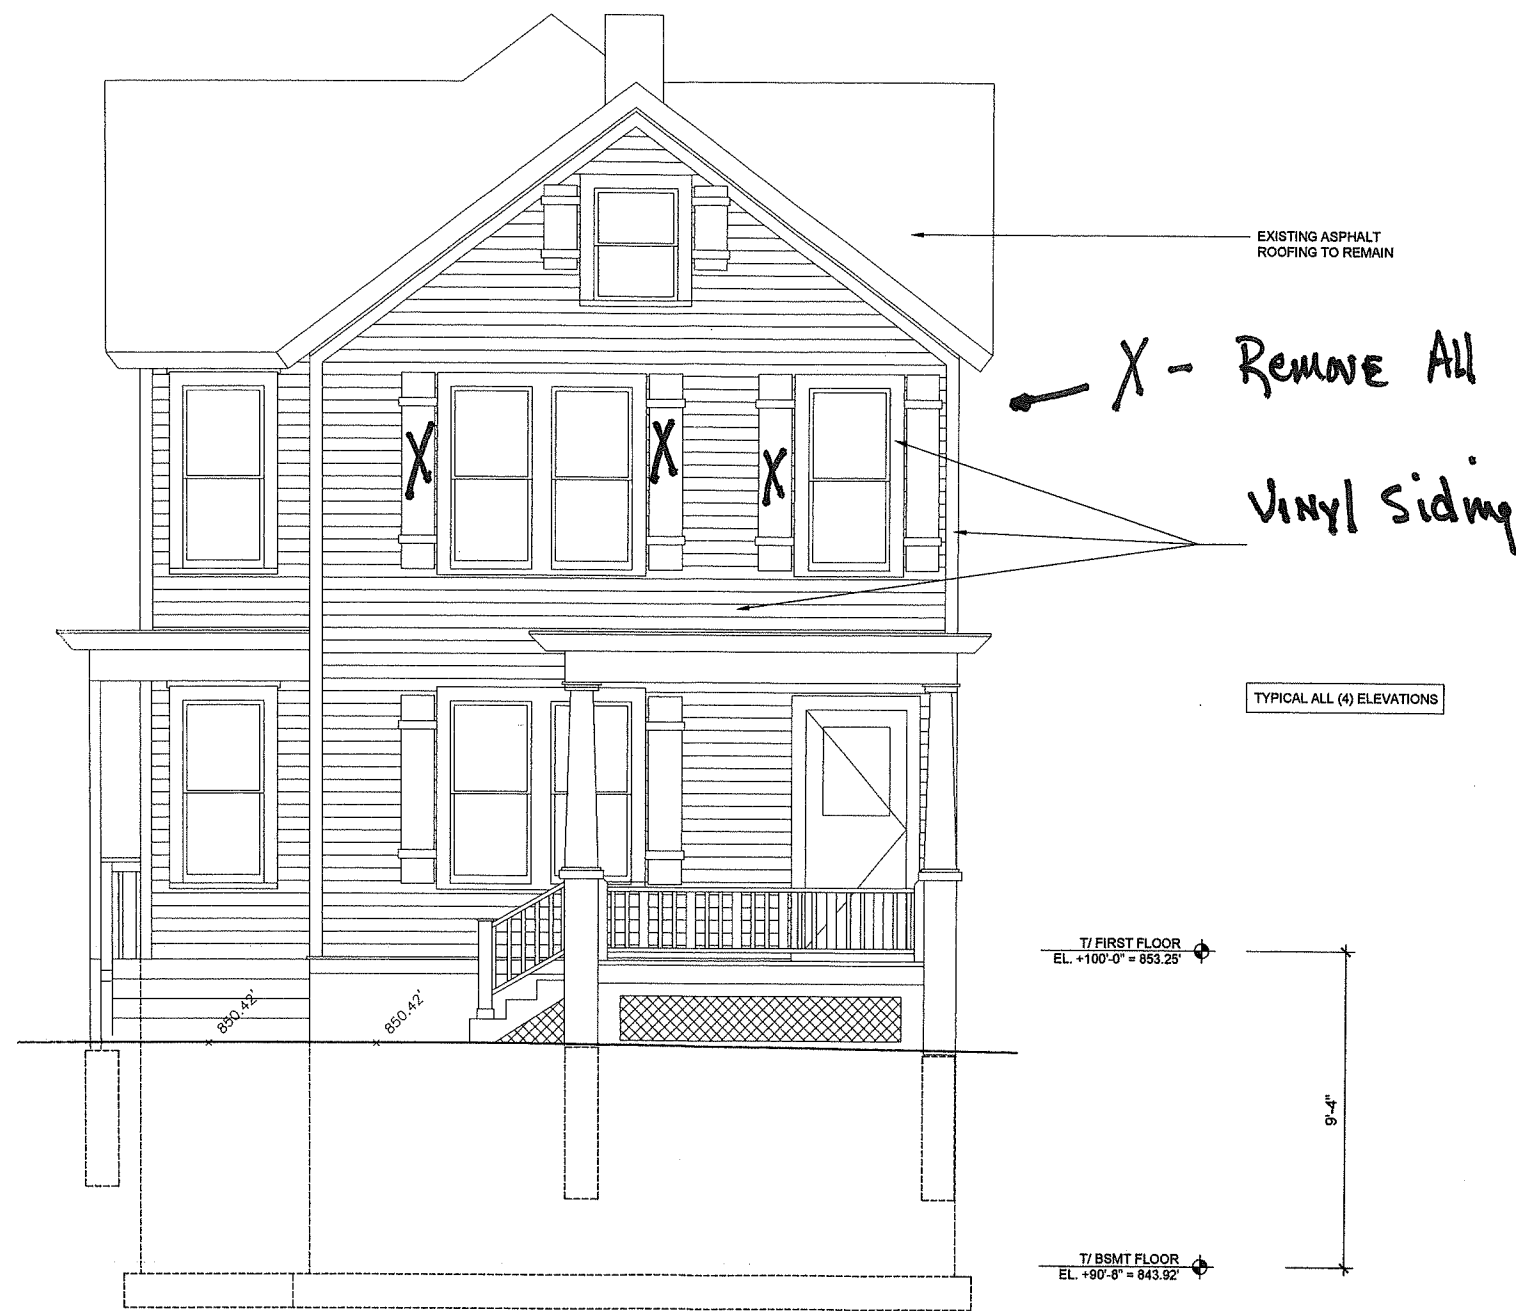 EXISTING ASPHALT
ROOFING TO REMAIN
X - Remove All
Vinyl Siding
X X X
TYPICAL ALL (4) ELEVATIONS
T/ FIRST FLOOR
EL. +100'-0" = 853.25'
850.42' 850.42'
9'-4"
T/ BSMT FLOOR
EL. +90'-8" = 843.92'